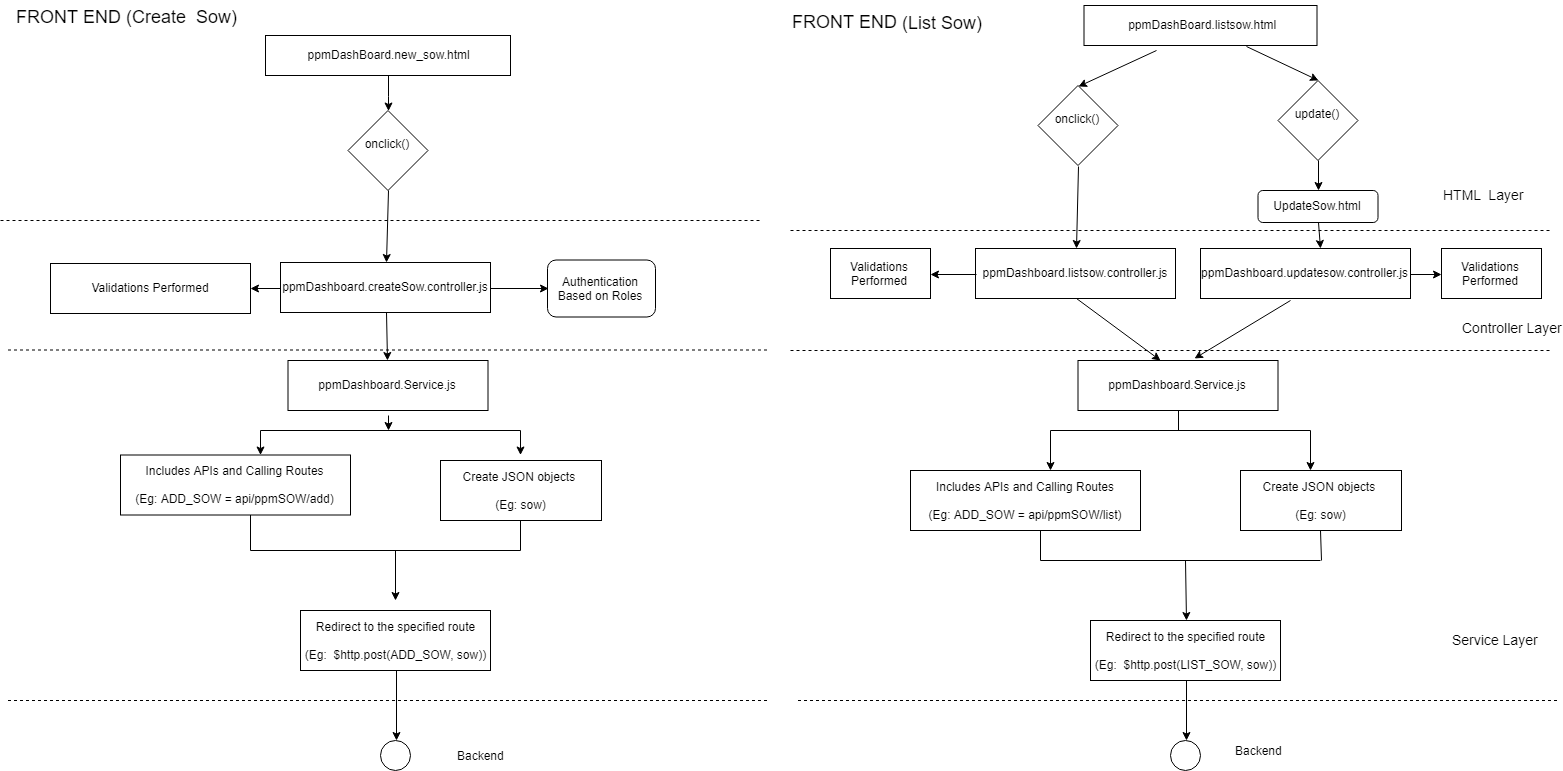 FRONT END (Create  Sow)
ppmDashBoard.new_sow.html
onclick()
Validations Performed
ppmDashboard.createSow.controller.js
Authentication
Based on Roles
ppmDashboard.Service.js
Includes APIs and Calling Routes
(Eg: ADD_SOW = api/ppmSOW/add)
Create JSON objects
(Eg: sow)
Redirect to the specified route
(Eg:  $http.post(ADD_SOW, sow))
Backend
FRONT END (List Sow)
ppmDashBoard.listsow.html
onclick()
update()
UpdateSow.html
HTML  Layer
Validations
Performed
ppmDashboard.listsow.controller.js
ppmDashboard.updatesow.controller.js
Validations
Performed
Controller Layer
ppmDashboard.Service.js
Includes APIs and Calling Routes
(Eg: ADD_SOW = api/ppmSOW/list)
Create JSON objects
(Eg: sow)
Redirect to the specified route
(Eg:  $http.post(LIST_SOW, sow))
Service Layer
Backend